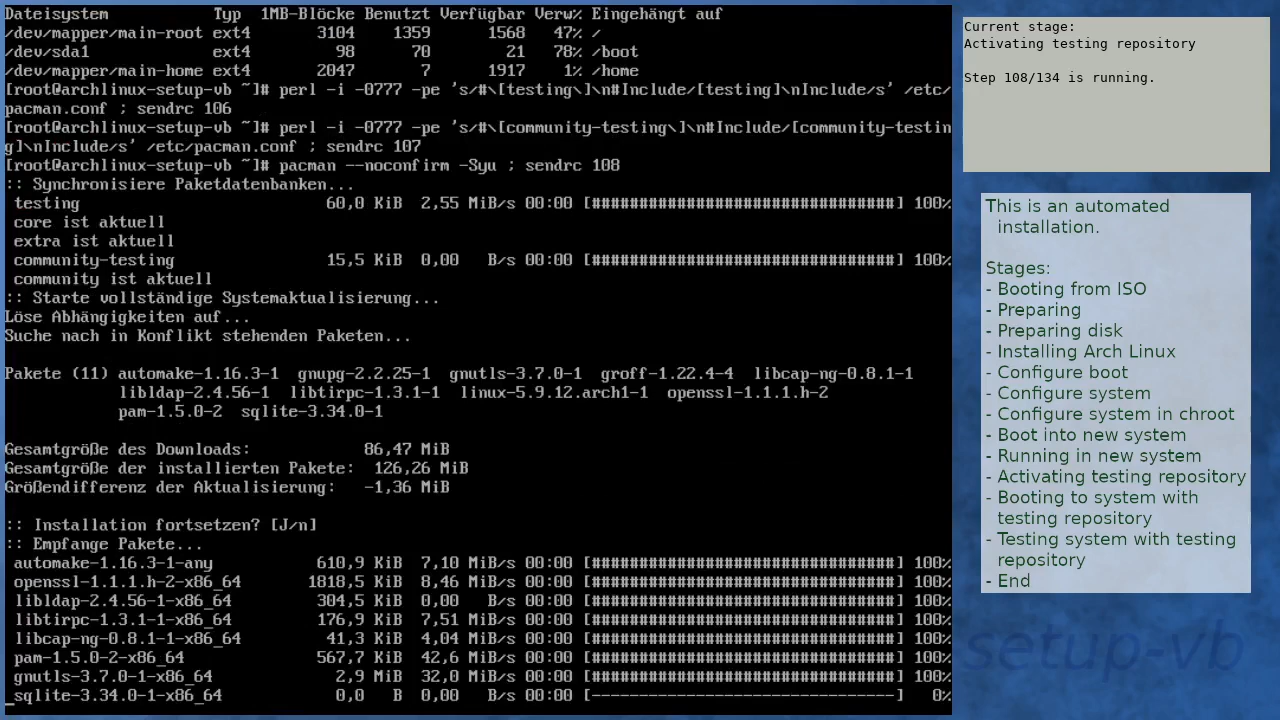 Dateisystem Typ 1MB-Blöcke Benutzt Verfügbar Verw% Eingehängt auf
/dev/mapper/main-root ext4 3104 1359 1568 47% /
/dev/sda1 ext4 98 70 21 78% /boot
/dev/mapper/main-home ext4 2047 7 1917 1% /home
[root@archlinux-setup-vb ~]# perl -i -0777 -pe 's/#\[testing\]\n#Include/[testing]\nInclude/s' /etc/
pacman.conf ; sendrc 106
[root@archlinux-setup-vb ~]# perl -i -0777 -pe 's/#\[community-testing\]\n#Include/[community-testin
g]\nInclude/s' /etc/pacman.conf ; sendrc 107
[root@archlinux-setup-vb ~]# pacman --noconfirm -Syu ; sendrc 108
:: Synchronisiere Paketdatenbanken...
testing 60,0 KiB 2,55 MiB/s 00:00 [################################] 100%
core ist aktuell
extra ist aktuell
community-testing 15,5 KiB 0,00 B/s 00:00 [################################] 100%
community ist aktuell
:: Starte vollständige Systemaktualisierung...
Löse Abhängigkeiten auf...
Suche nach in Konflikt stehenden Paketen...
Pakete (11) automake-1.16.3-1 gnupg-2.2.25-1 gnutls-3.7.0-1 groff-1.22.4-4 libcap-ng-0.8.1-1
libldap-2.4.56-1 libtirpc-1.3.1-1 linux-5.9.12.arch1-1 openssl-1.1.1.h-2
pam-1.5.0-2 sqlite-3.34.0-1
Gesamtgröße des Downloads: 86,47 MiB
Gesamtgröße der installierten Pakete: 126,26 MiB
Größendifferenz der Aktualisierung: -1,36 MiB
:: Installation fortsetzen? [J/n]
:: Empfange Pakete...
automake-1.16.3-1-any 610,9 KiB 7,10 MiB/s 00:00 [################################] 100%
openssl-1.1.1.h-2-x86_64 1818,5 KiB 8,46 MiB/s 00:00 [################################] 100%
libldap-2.4.56-1-x86_64 304,5 KiB 0,00 B/s 00:00 [################################] 100%
libtirpc-1.3.1-1-x86_64 176,9 KiB 7,51 MiB/s 00:00 [################################] 100%
libcap-ng-0.8.1-1-x86_64 41,3 KiB 4,04 MiB/s 00:00 [################################] 100%
pam-1.5.0-2-x86_64 567,7 KiB 42,6 MiB/s 00:00 [################################] 100%
gnutls-3.7.0-1-x86_64 2,9 MiB 32,0 MiB/s 00:00 [################################] 100%
_sqlite-3.34.0-1-x86_64 0,0 B 0,00 B/s 00:00 [--------------------------------] 0%
Current stage:
Activating testing repository
Step 108/134 is running.
This is an automated
installation.
Stages:
- Booting from ISO
- Preparing
- Preparing disk
- Installing Arch Linux
- Configure boot
- Configure system
- Configure system in chroot
- Boot into new system
- Running in new system
- Activating testing repository
- Booting to system with
testing repository
- Testing system with testing
repository
- End
setup-vb